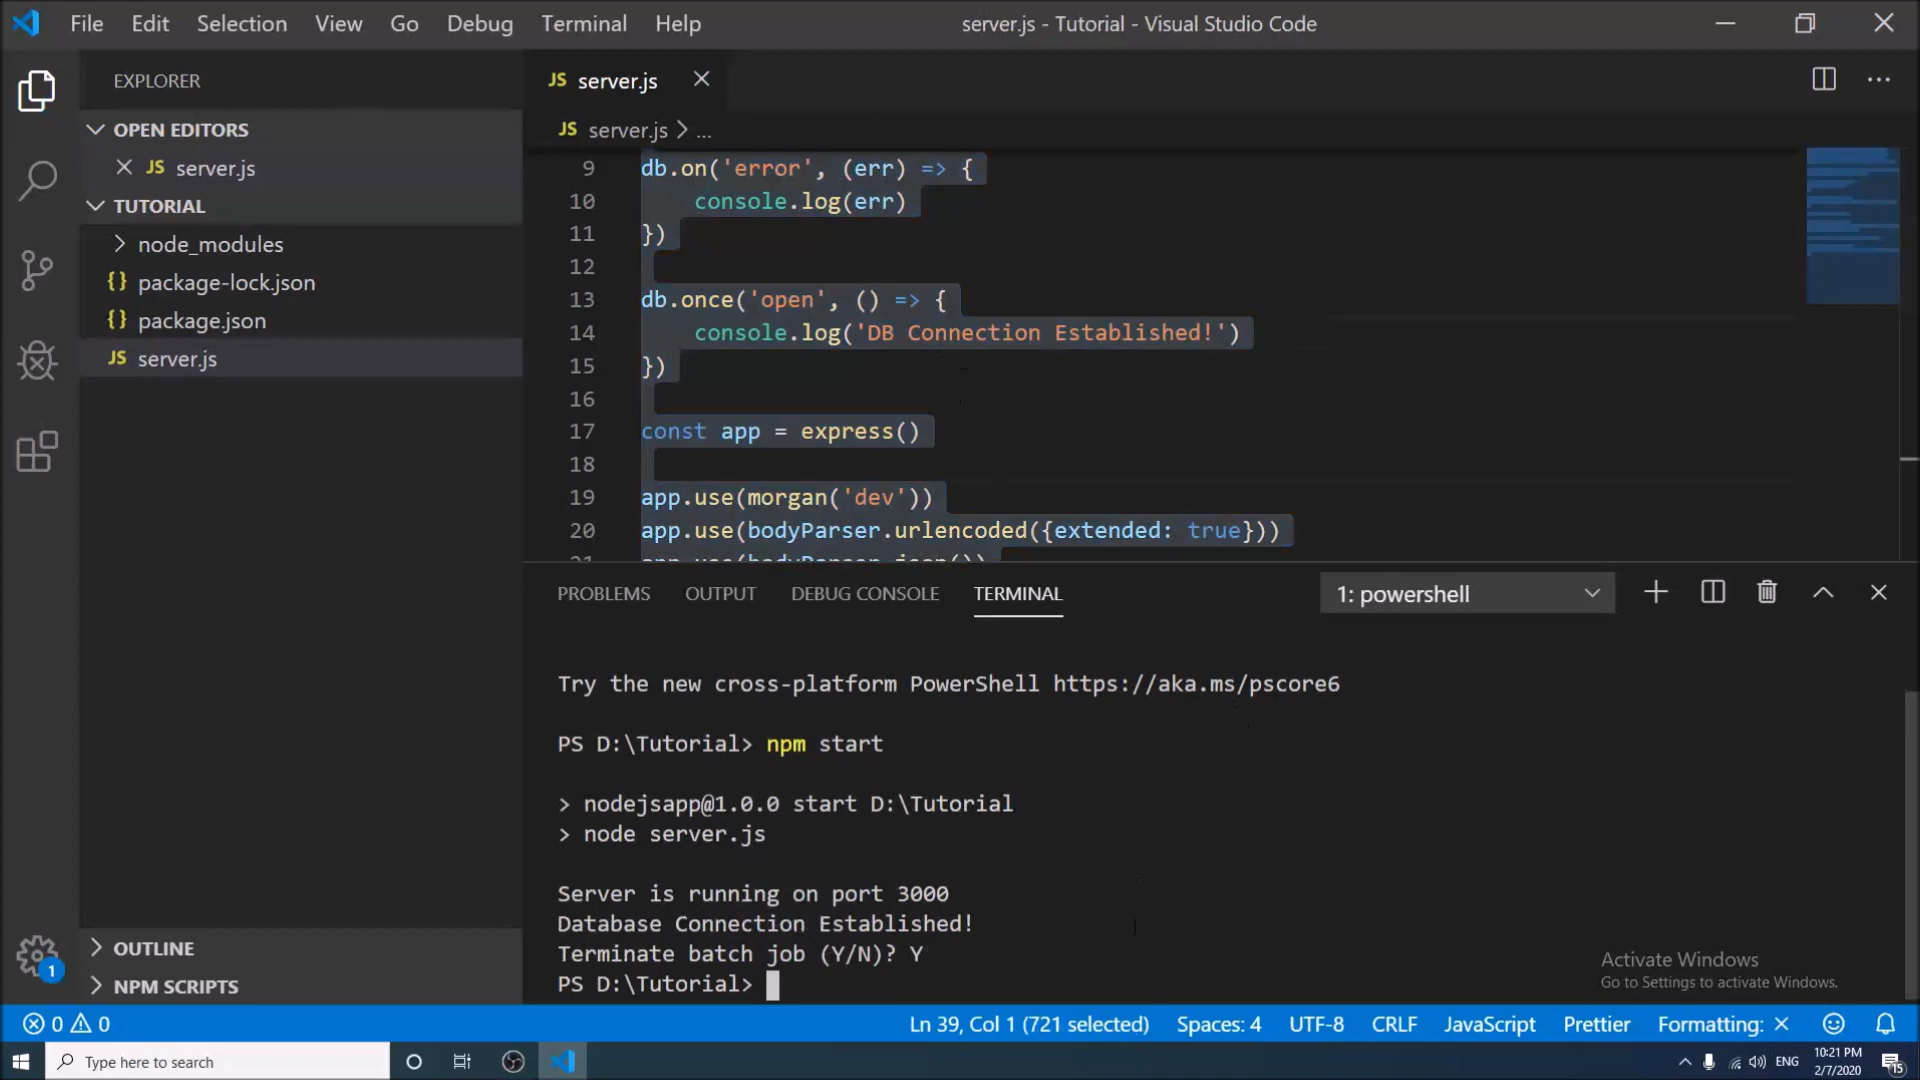 File Edit Selection View Go Debug Terminal Help
server.js - Tutorial - Visual Studio Code
EXPLORER
OPEN EDITORS
JS server.js
TUTORIAL
node_modules
{} package-lock.json
{} package.json
JS server.js
OUTLINE
NPM SCRIPTS
JS server.js
JS server.js > ...
9 db.on('error', (err) => {
10 console.log(err)
11 })
12
13 db.once('open', () => {
14 console.log('DB Connection Established!')
15 })
16
17 const app = express()
18
19 app.use(morgan('dev'))
20 app.use(bodyParser.urlencoded({extended: true}))
PROBLEMS OUTPUT DEBUG CONSOLE TERMINAL 1: powershell
Try the new cross-platform PowerShell https://aka.ms/pscore6
PS D:\Tutorial> npm start
> nodejsapp@1.0.0 start D:\Tutorial
> node server.js
Server is running on port 3000
Database Connection Established!
Terminate batch job (Y/N)? Y
PS D:\Tutorial>
Activate Windows
Go to Settings to activate Windows.
1
0 0 Ln 39, Col 1 (721 selected) Spaces: 4 UTF-8 CRLF JavaScript Prettier Formatting: ×
Type here to search
ENG
10:21 PM
2/7/2020
15